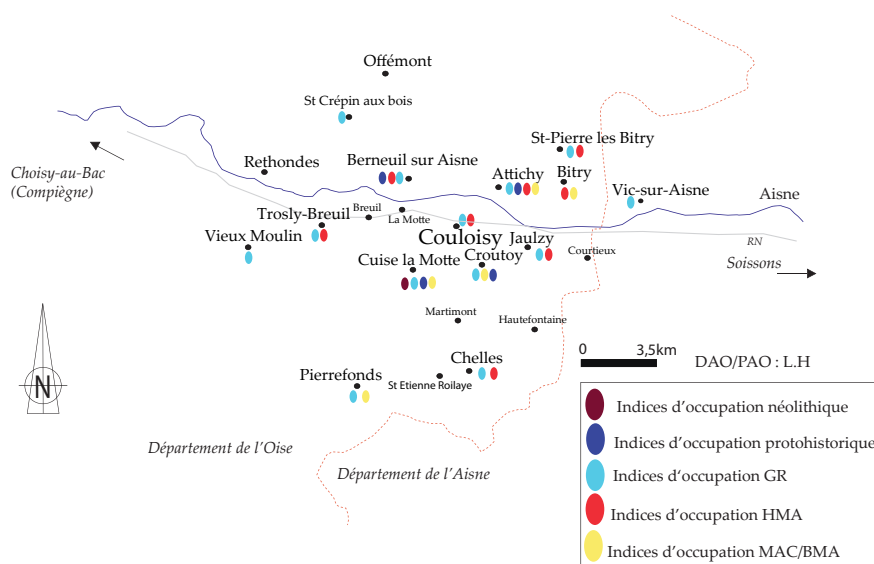 Offémont
St Crépin aux bois
St-Pierre les Bitry
Choisy-au-Bac
(Compiègne)
Rethondes
Berneuil sur Aisne
Attichy
Bitry
Vic-sur-Aisne
Aisne
Trosly-Breuil
Breuil
La Motte
Vieux Moulin
Couloisy
Jaulzy
RN
Cuise la Motte
Croutoy
Courtieux
Soissons
Martimont
Hautefontaine
0 3,5km
DAO/PAO : L.H
Chelles
Pierrefonds
St Etienne Roilaye
N
Département de l'Oise
Département de l'Aisne
Indices d'occupation néolithique
Indices d'occupation protohistorique
Indices d'occupation GR
Indices d'occupation HMA
Indices d'occupation MAC/BMA